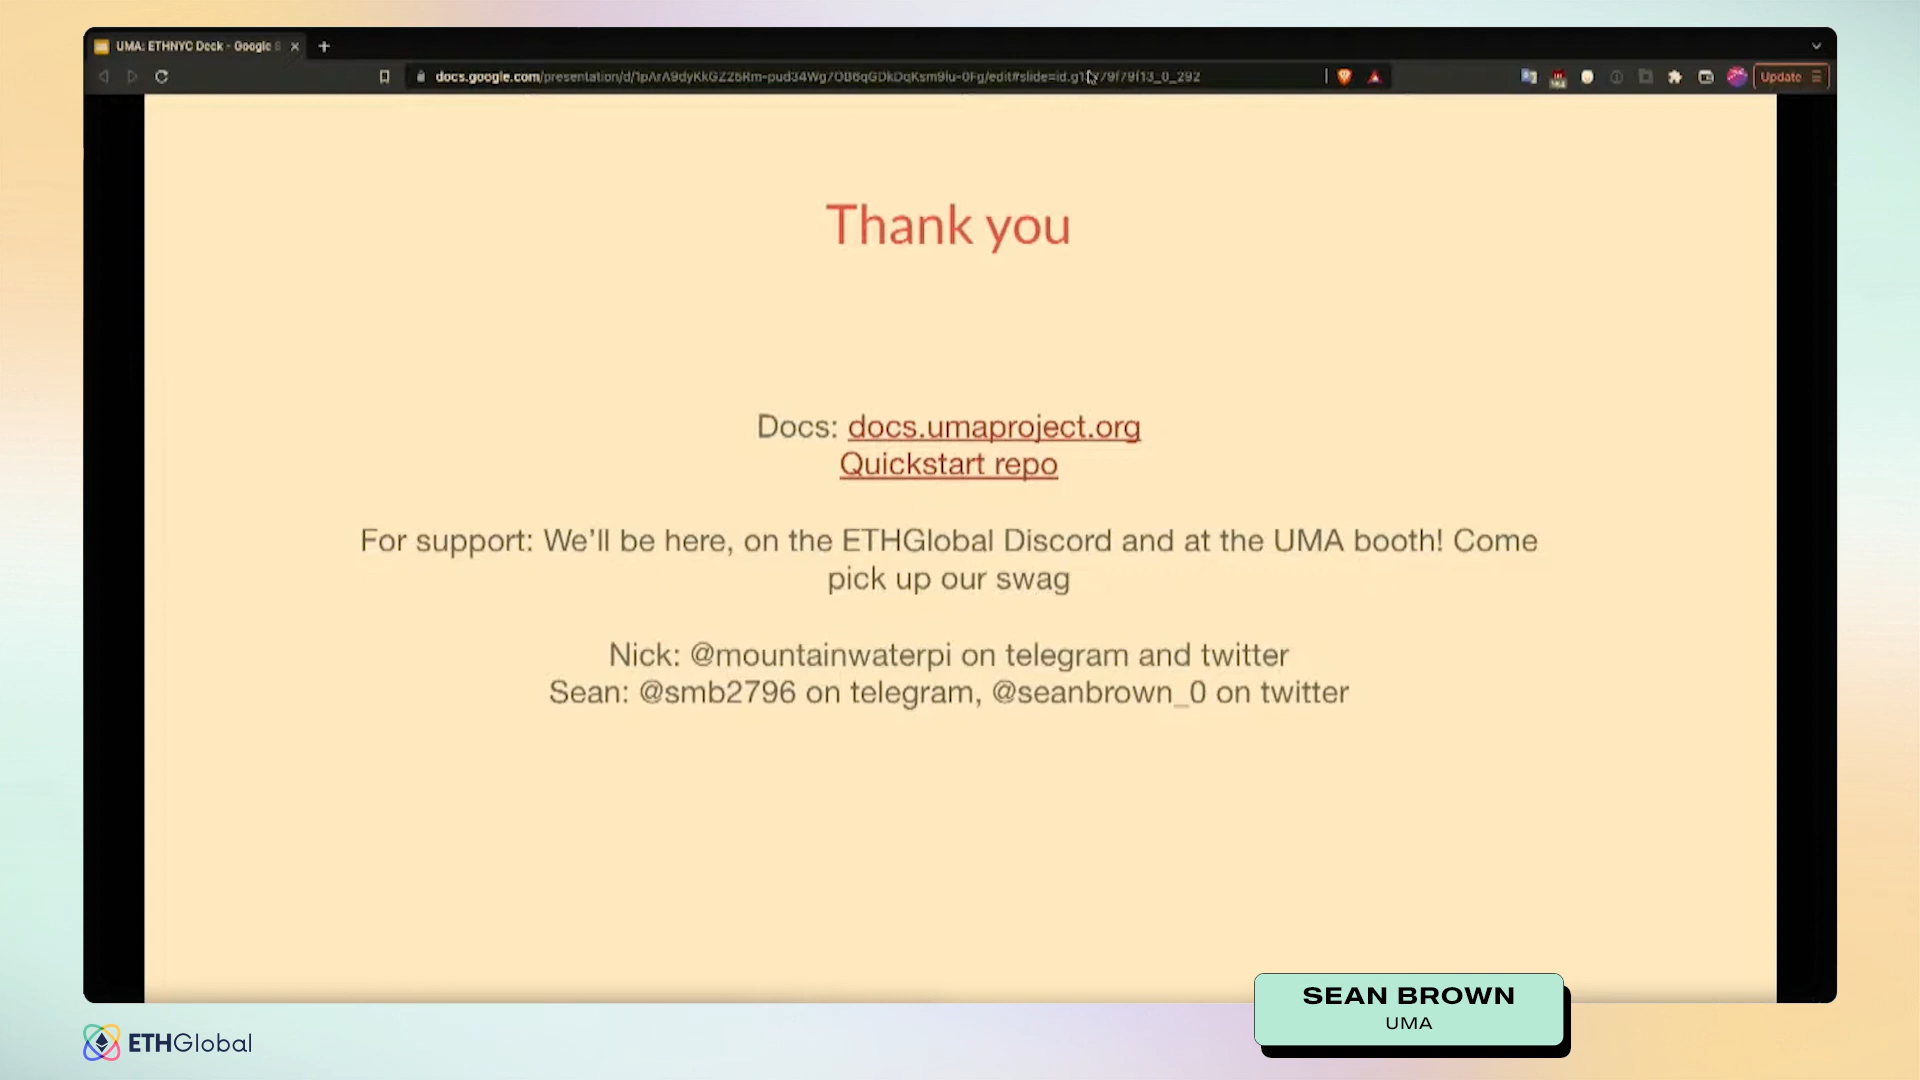 UMA: ETHNYC Deck - Google S
Update
Thank you
Docs: docs.umaproject.org
Quickstart repo
For support: We'll be here, on the ETHGlobal Discord and at the UMA booth! Come
pick up our swag
Nick: @mountainwaterpi on telegram and twitter
Sean: @smb2796 on telegram, @seanbrown_0 on twitter
SEAN BROWN
UMA
ETHGlobal